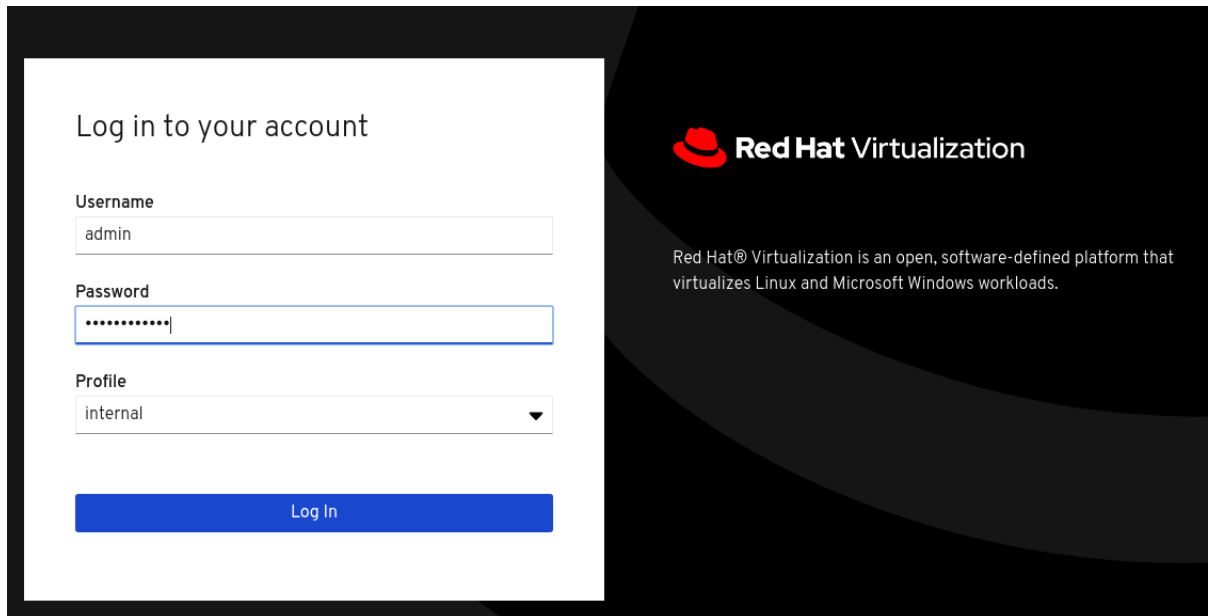 Log in to your account
Username
admin
Password
••••••••••••
Profile
internal
Log In
Red Hat Virtualization
Red Hat® Virtualization is an open, software-defined platform that
virtualizes Linux and Microsoft Windows workloads.